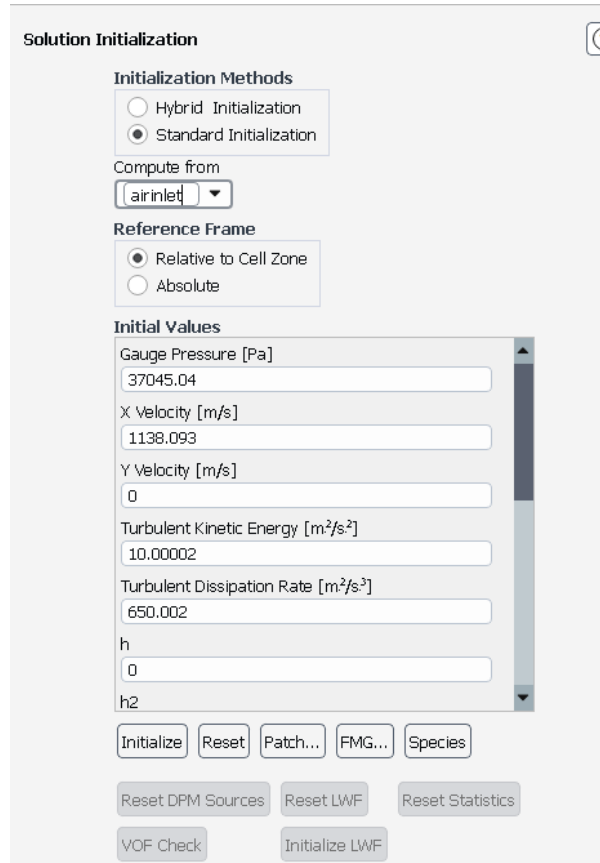 Solution Initialization
Initialization Methods
Hybrid Initialization
Standard Initialization
Compute from
airinlet
Reference Frame
Relative to Cell Zone
Absolute
Initial Values
Gauge Pressure [Pa]
37045.04
X Velocity [m/s]
1138.093
Y Velocity [m/s]
0
Turbulent Kinetic Energy [m²/s²]
10.00002
Turbulent Dissipation Rate [m²/s³]
650.002
h
0
h2
Initialize Reset Patch... FMG... Species
Reset DPM Sources Reset LWF Reset Statistics
VOF Check Initialize LWF